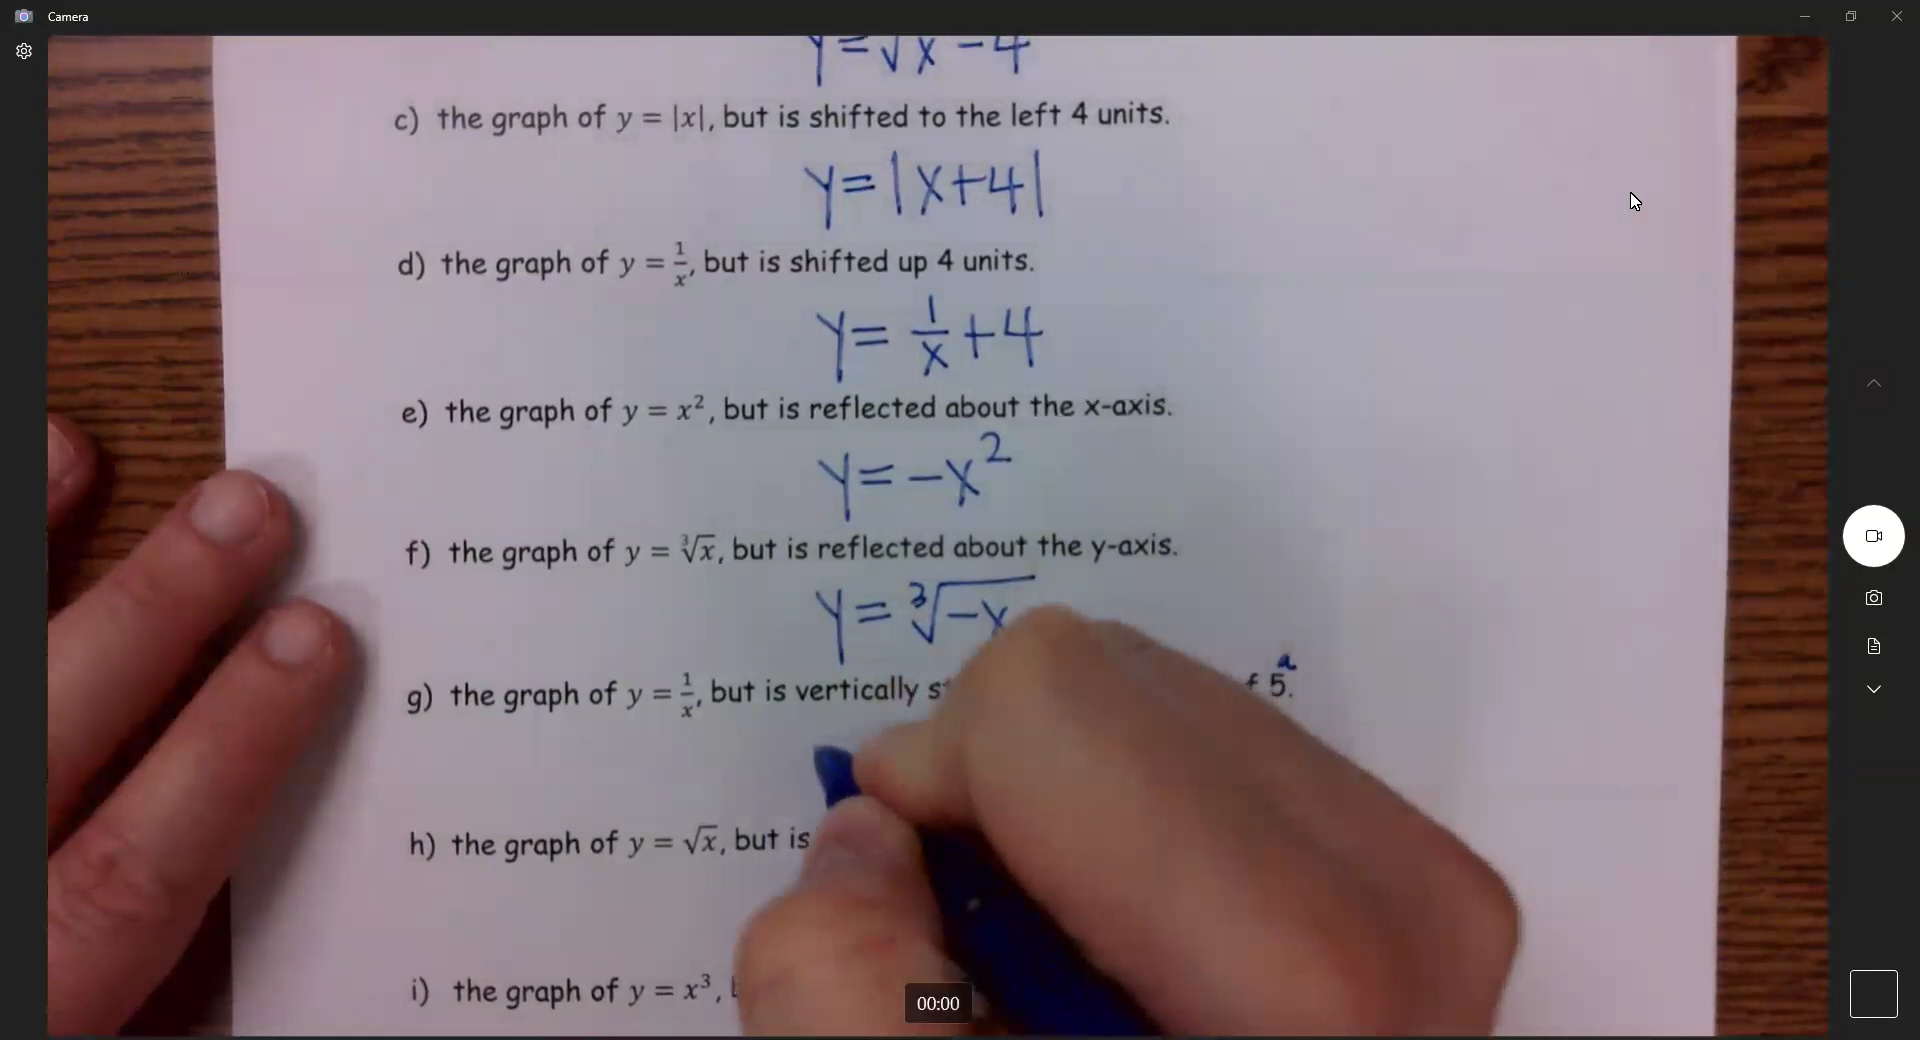 Camera
y = √x - 4
c) the graph of y = |x|, but is shifted to the left 4 units.
y = |x+4|
d) the graph of y = 1/x, but is shifted up 4 units.
y = 1/x + 4
e) the graph of y = x², but is reflected about the x-axis.
y = -x²
f) the graph of y = ∛x, but is reflected about the y-axis.
y = ∛-x
a
g) the graph of y = 1/x, but is vertically 5.
h) the graph of y = √x, but is
i) the graph of y = x³,
00:00